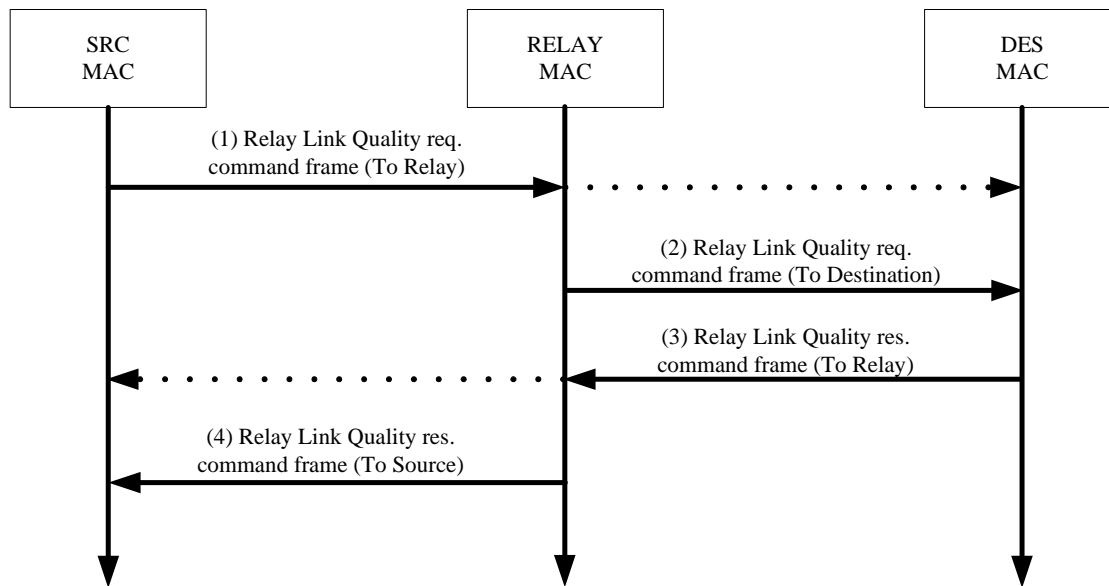 SRC
MAC
RELAY
MAC
DES
MAC
(1) Relay Link Quality req.
command frame (To Relay)
(2) Relay Link Quality req.
command frame (To Destination)
(3) Relay Link Quality res.
command frame (To Relay)
(4) Relay Link Quality res.
command frame (To Source)